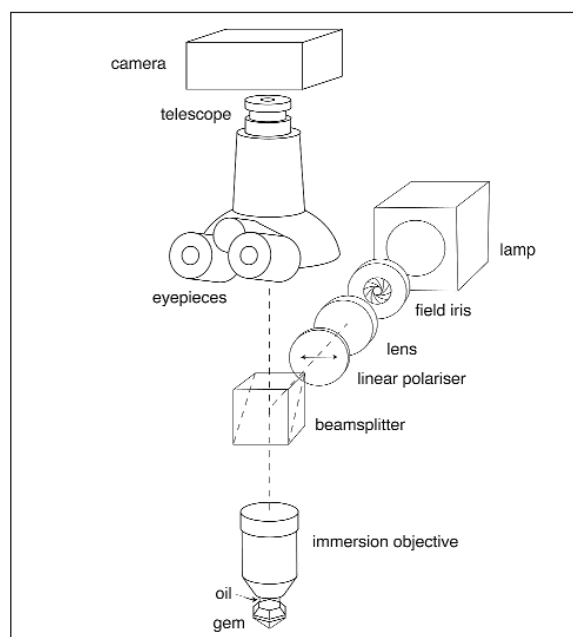 camera
telescope
eyepieces
lamp
field iris
lens
linear polariser
beamsplitter
immersion objective
oil
gem